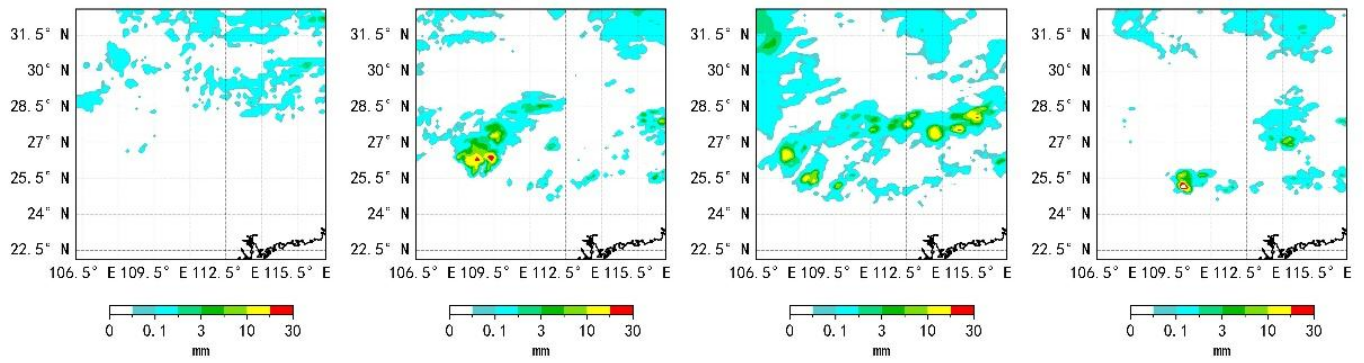 31.5° N 31.5° N 31.5° N 31.5° N
30° N 30° N 30° N 30° N
28.5° N 28.5° N 28.5° N 28.5° N
27° N 27° N 27° N 27° N
25.5° N 25.5° N 25.5° N 25.5° N
24° N 24° N 24° N 24° N
22.5° N 22.5° N 22.5° N 22.5° N
106.5° E 109.5° E 112.5° E 115.5° E 106.5° E 109.5° E 112.5° E 115.5° E 106.5° E 109.5° E 112.5° E 115.5° E 106.5° E 109.5° E 112.5° E 115.5° E
0 0.1 3 10 30 0 0.1 3 10 30 0 0.1 3 10 30 0 0.1 3 10 30
mm mm mm mm